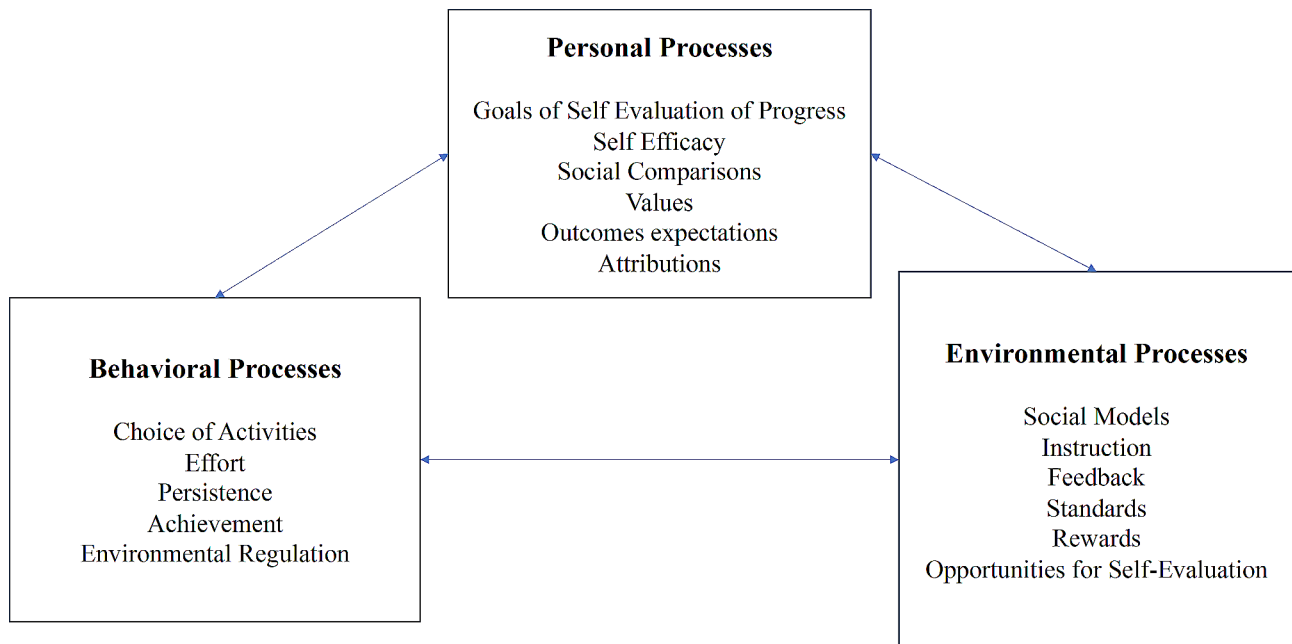 Personal Processes
Goals of Self Evaluation of Progress
Self Efficacy
Social Comparisons
Values
Outcomes expectations
Attributions
Behavioral Processes
Choice of Activities
Effort
Persistence
Achievement
Environmental Regulation
Environmental Processes
Social Models
Instruction
Feedback
Standards
Rewards
Opportunities for Self-Evaluation